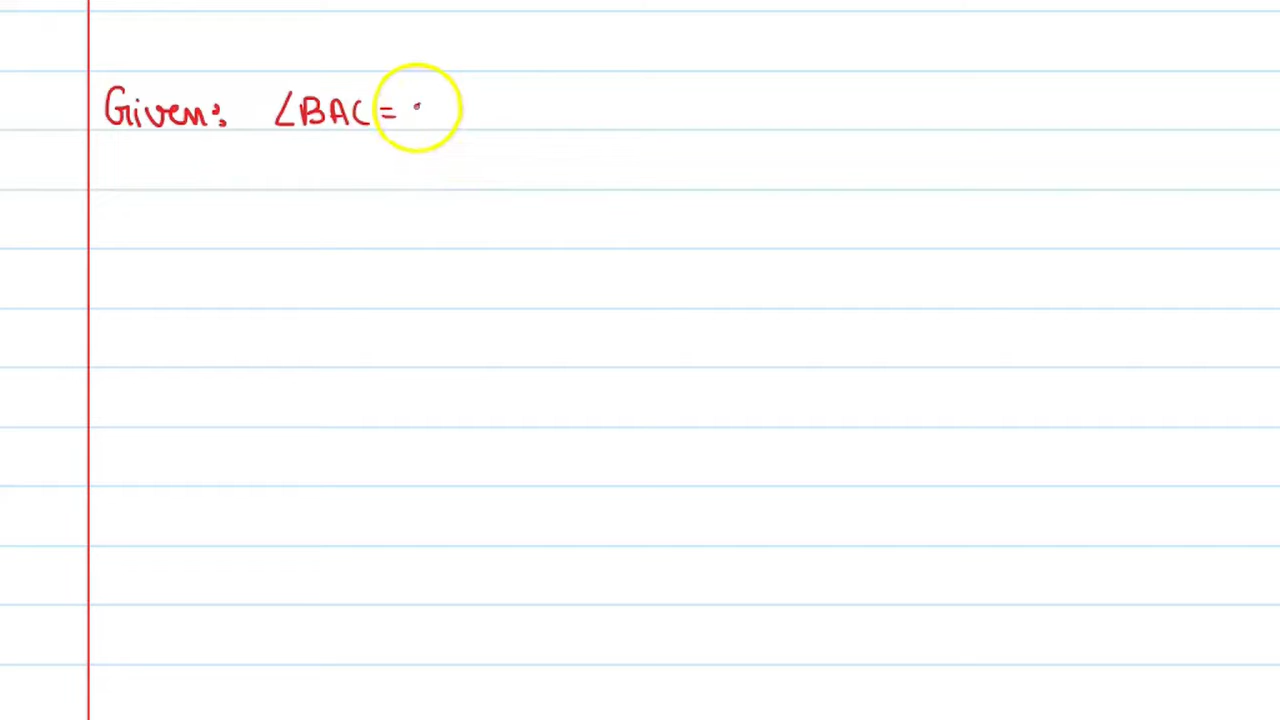 Given: ∠BAC =